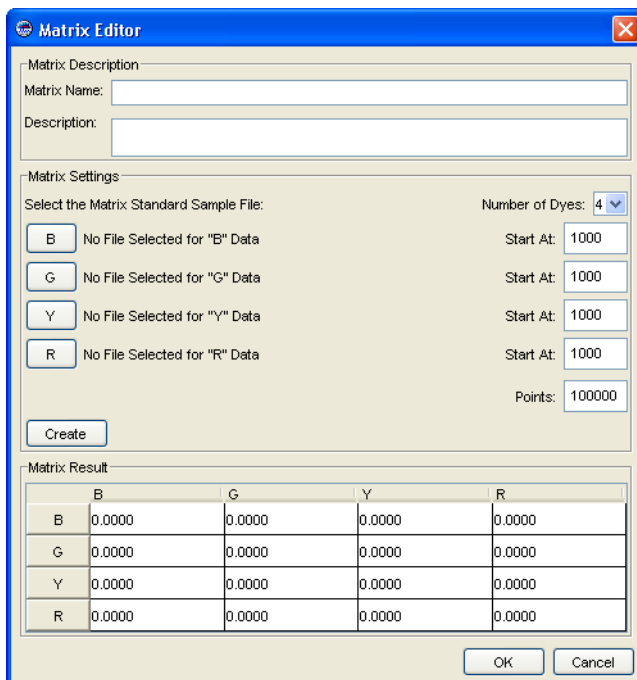 Matrix Editor
Matrix Description
Matrix Name:
Description:
Matrix Settings
Select the Matrix Standard Sample File: Number of Dyes: 4
B No File Selected for "B" Data Start At: 1000
G No File Selected for "G" Data Start At: 1000
Y No File Selected for "Y" Data Start At: 1000
R No File Selected for "R" Data Start At: 1000
Points: 100000
Create
Matrix Result
B G Y R
B 0.0000 0.0000 0.0000 0.0000
G 0.0000 0.0000 0.0000 0.0000
Y 0.0000 0.0000 0.0000 0.0000
R 0.0000 0.0000 0.0000 0.0000
OK Cancel